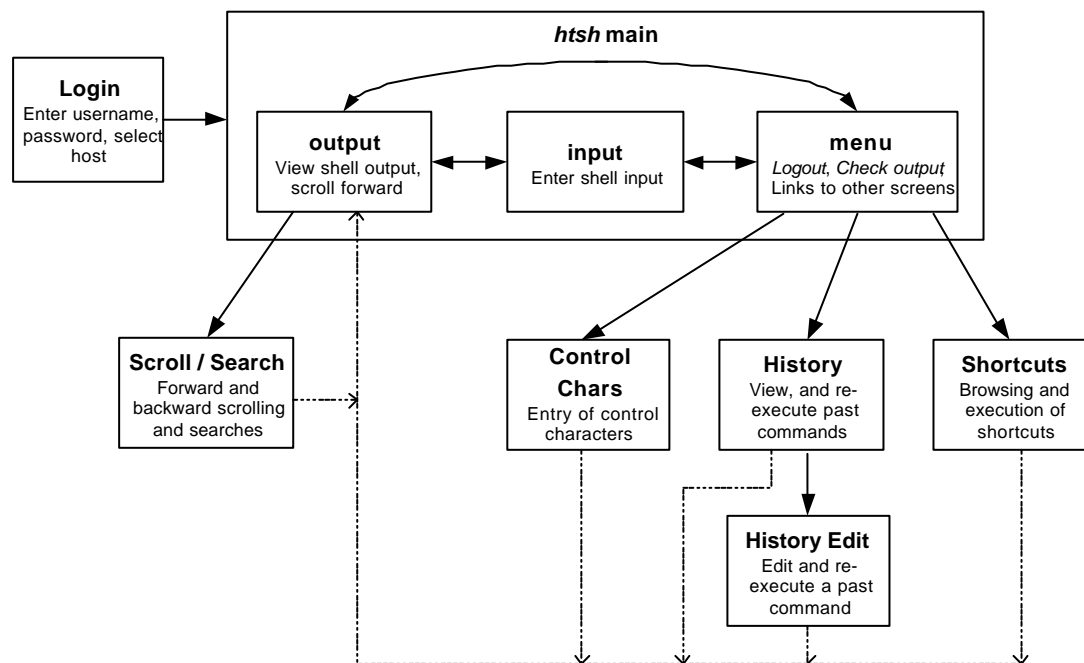 htsh main
Login
Enter username,
password, select
host
output
View shell output,
scroll forward
input
Enter shell input
menu
Logout, Check output,
Links to other screens
Scroll / Search
Forward and
backward scrolling
and searches
Control
Chars
Entry of control
characters
History
View, and re-
execute past
commands
Shortcuts
Browsing and
execution of
shortcuts
History Edit
Edit and re-
execute a past
command